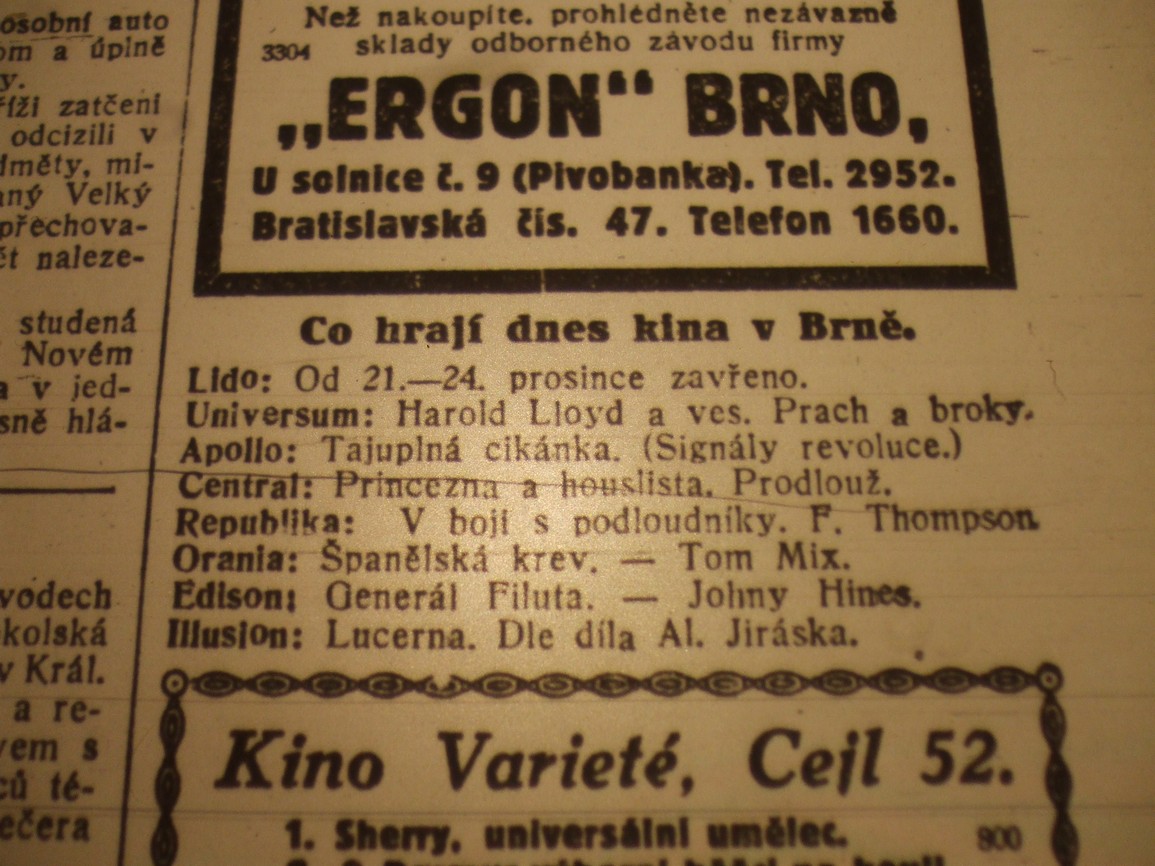 osobní auto
om a úplně
y.
říži zatčeni
odcizili v
dměty, mi-
aný Velký
přechova-
ět naleze-
studená
Novém
a v jed-
sně hlá-
vodech
okolská
v Král.
a re-
vem s
ců té-
ečera
Než nakoupíte, prohlédněte nezávazně
3304 sklady odborného závodu firmy
„ERGON“ BRNO,
U solnice č. 9 (Pivobanka). Tel. 2952.
Bratislavská čís. 47. Telefon 1660.
Co hrají dnes kina v Brně.
Lido: Od 21.—24. prosince zavřeno.
Universum: Harold Lloyd a ves. Prach a broky.
Apollo: Tajuplná cikánka. (Signály revoluce.)
Central: Princezna a houslista. Prodlouž.
Republika: V boji s podloudníky. F. Thompson
Orania: Španělská krev. — Tom Mix.
Edison: Generál Filuta. — Johny Hines.
Illusion: Lucerna. Dle díla Al. Jiráska.
Kino Varieté, Cejl 52.
1. Sherry, universální umělec. 800